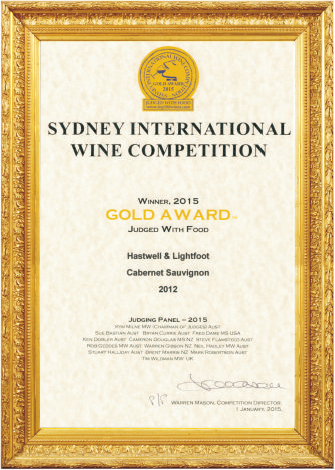 INTERNATIONAL WINE COMPETITION
GOLD AWARD
2015
JUDGED WITH FOOD
SYDNEY INTERNATIONAL
WINE COMPETITION
WINNER, 2015
GOLD AWARD
JUDGED WITH FOOD
Hastwell & Lightfoot
Cabernet Sauvignon
2012
JUDGING PANEL – 2015
KYM MILNE MW (CHAIRMAN OF JUDGES) AUST
SUE BASTIAN AUST BRYAN CURRIE AUST FRED DAME MS-USA
KEN DOBLER AUST CAMERON DOUGLAS MS NZ STEVE FLAMSTEED AUST
ROB GEDDES MW AUST WARREN GIBSON NZ NEIL HADLEY MW AUST
STUART HALLIDAY AUST BRENT MARRIS NZ MARK ROBERTSON AUST
TIM WILDMAN MW UK
WARREN MASON, COMPETITION DIRECTOR
1 JANUARY, 2015